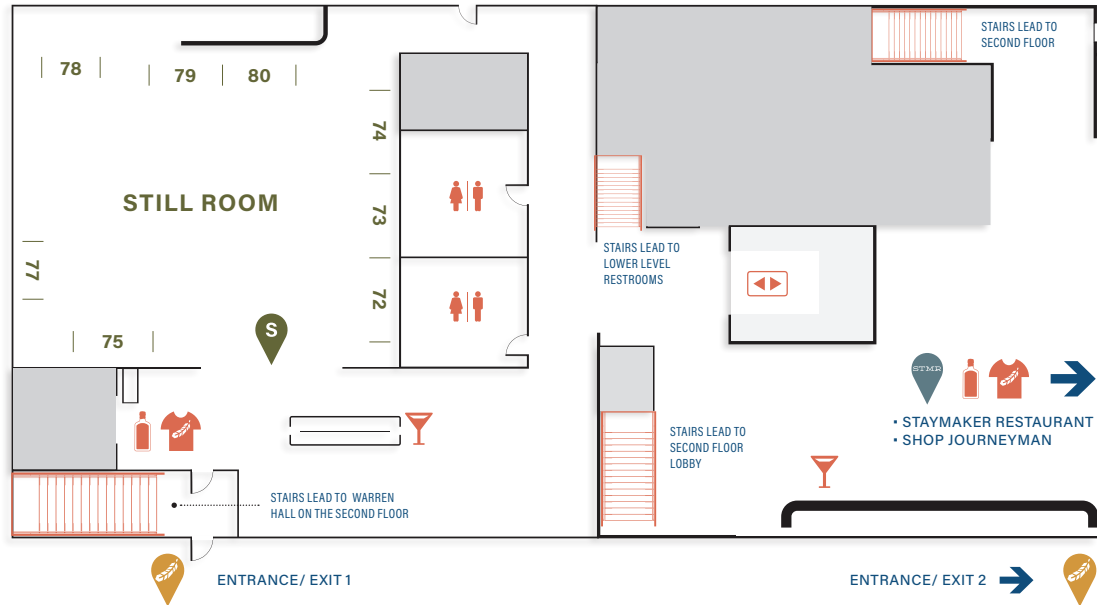 STAIRS LEAD TO
SECOND FLOOR
78
79
80
74
STILL ROOM
73
77
STAIRS LEAD TO
LOWER LEVEL
RESTROOMS
72
S
75
STMR
• STAYMAKER RESTAURANT
• SHOP JOURNEYMAN
STAIRS LEAD TO
SECOND FLOOR
LOBBY
STAIRS LEAD TO WARREN
HALL ON THE SECOND FLOOR
ENTRANCE/ EXIT 1
ENTRANCE/ EXIT 2